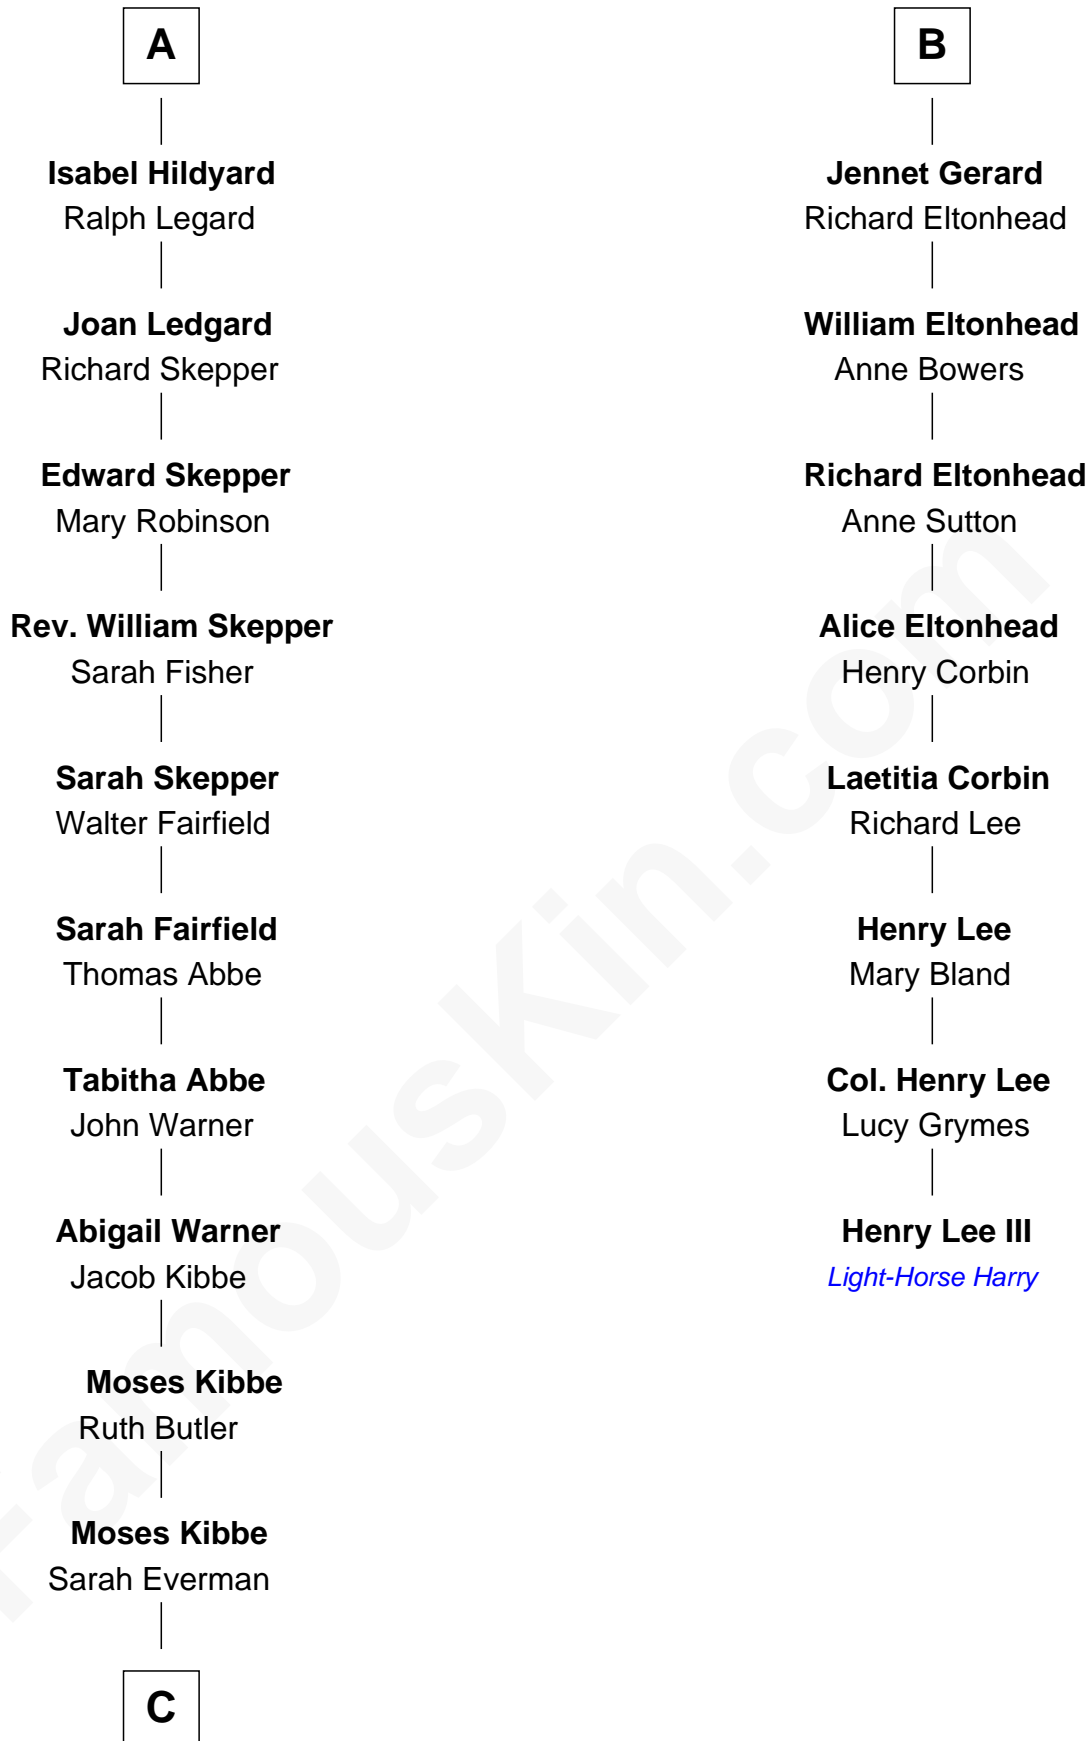 A
Isabel Hildyard
Ralph Legard
Joan Ledgard
Richard Skepper
Edward Skepper
Mary Robinson
Rev. William Skepper
Sarah Fisher
Sarah Skepper
Walter Fairfield
Sarah Fairfield
Thomas Abbe
Tabitha Abbe
John Warner
Abigail Warner
Jacob Kibbe
Moses Kibbe
Ruth Butler
Moses Kibbe
Sarah Everman
C
B
Jennet Gerard
Richard Eltonhead
William Eltonhead
Anne Bowers
Richard Eltonhead
Anne Sutton
Alice Eltonhead
Henry Corbin
Laetitia Corbin
Richard Lee
Henry Lee
Mary Bland
Col. Henry Lee
Lucy Grymes
Henry Lee III
Light-Horse Harry
FamousKin.com